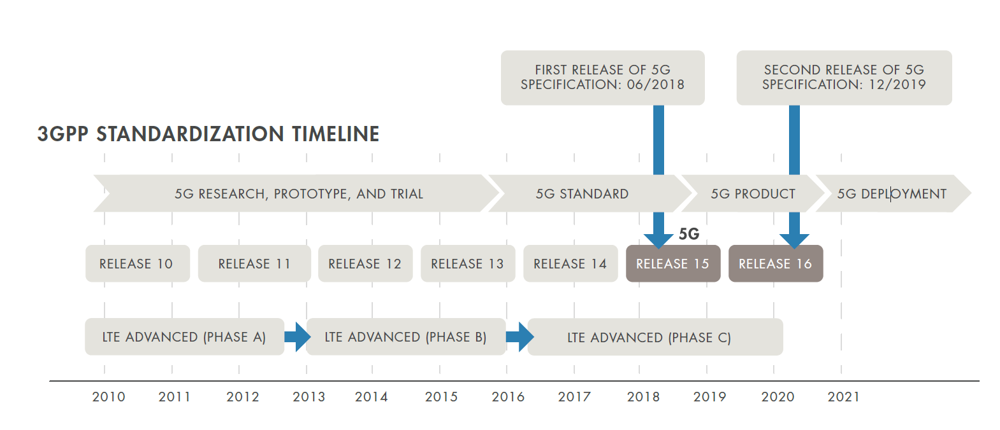 FIRST RELEASE OF 5G
SPECIFICATION: 06/2018
SECOND RELEASE OF 5G
SPECIFICATION: 12/2019
3GPP STANDARDIZATION TIMELINE
5G RESEARCH, PROTOTYPE, AND TRIAL
5G STANDARD
5G PRODUCT
5G DEPLOYMENT
5G
RELEASE 10
RELEASE 11
RELEASE 12
RELEASE 13
RELEASE 14
RELEASE 15
RELEASE 16
LTE ADVANCED (PHASE A)
LTE ADVANCED (PHASE B)
LTE ADVANCED (PHASE C)
2010 2011 2012 2013 2014 2015 2016 2017 2018 2019 2020 2021